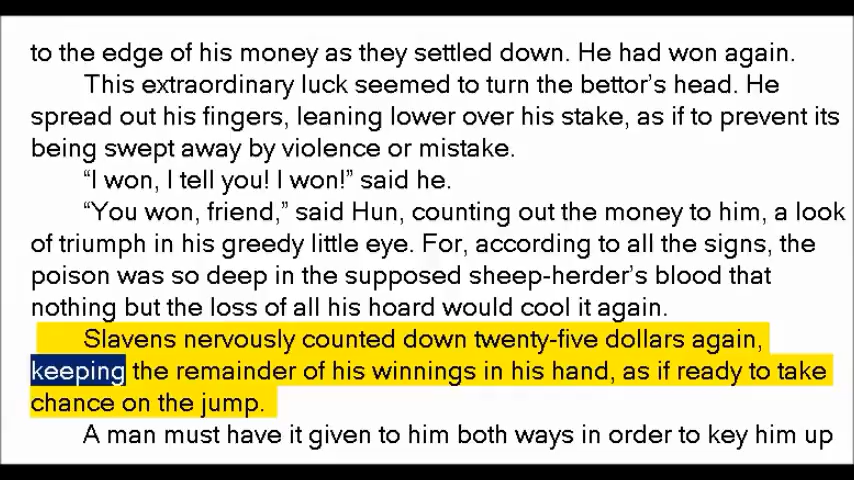 to the edge of his money as they settled down. He had won again.
This extraordinary luck seemed to turn the bettor's head. He
spread out his fingers, leaning lower over his stake, as if to prevent its
being swept away by violence or mistake.
“I won, I tell you! I won!” said he.
“You won, friend,” said Hun, counting out the money to him, a look
of triumph in his greedy little eye. For, according to all the signs, the
poison was so deep in the supposed sheep-herder's blood that
nothing but the loss of all his hoard would cool it again.
Slavens nervously counted down twenty-five dollars again,
keeping the remainder of his winnings in his hand, as if ready to take
chance on the jump.
A man must have it given to him both ways in order to key him up